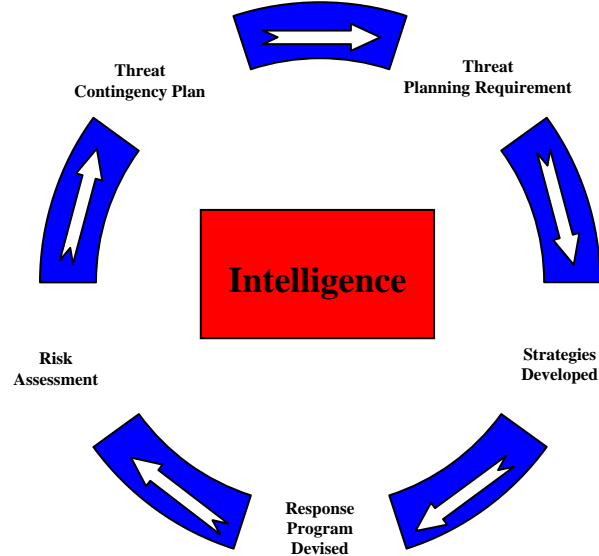 Threat
Contingency Plan
Threat
Planning Requirement
Intelligence
Risk
Assessment
Strategies
Developed
Response
Program
Devised